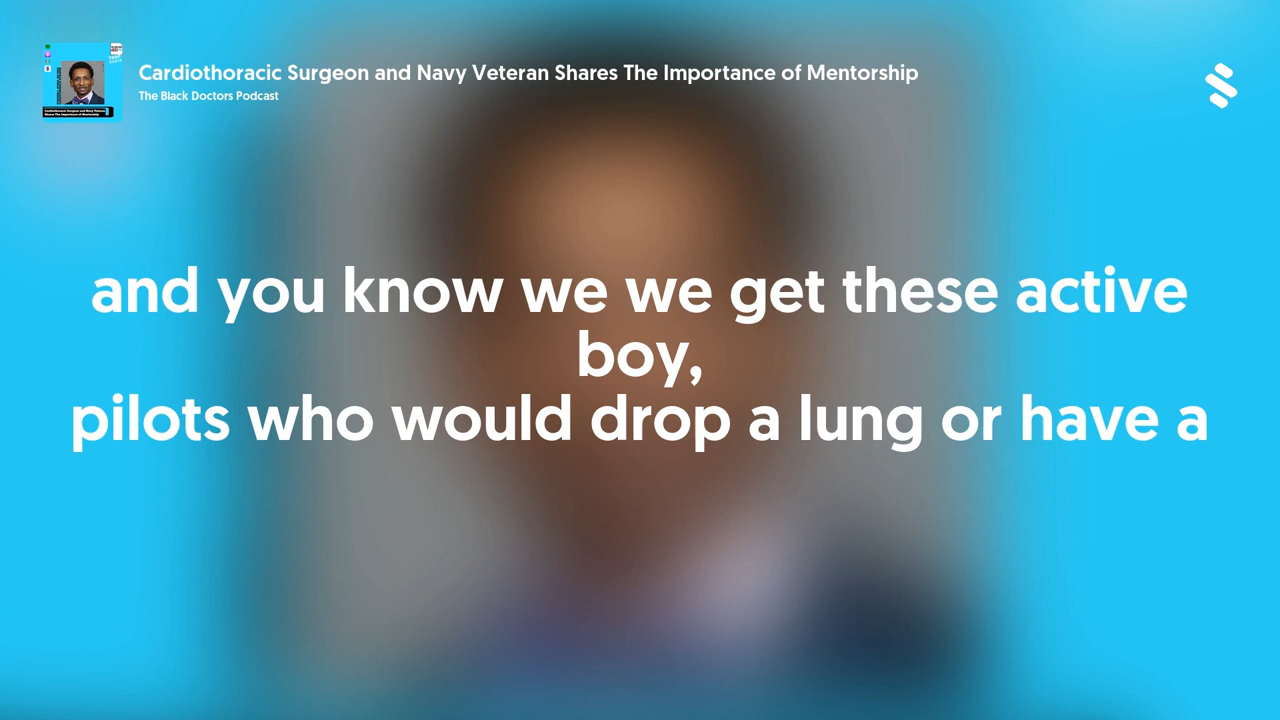 Cardiothoracic Surgeon and Navy Veteran Shares The Importance of Mentorship
The Black Doctors Podcast
and you know we we get these active
boy,
pilots who would drop a lung or have a